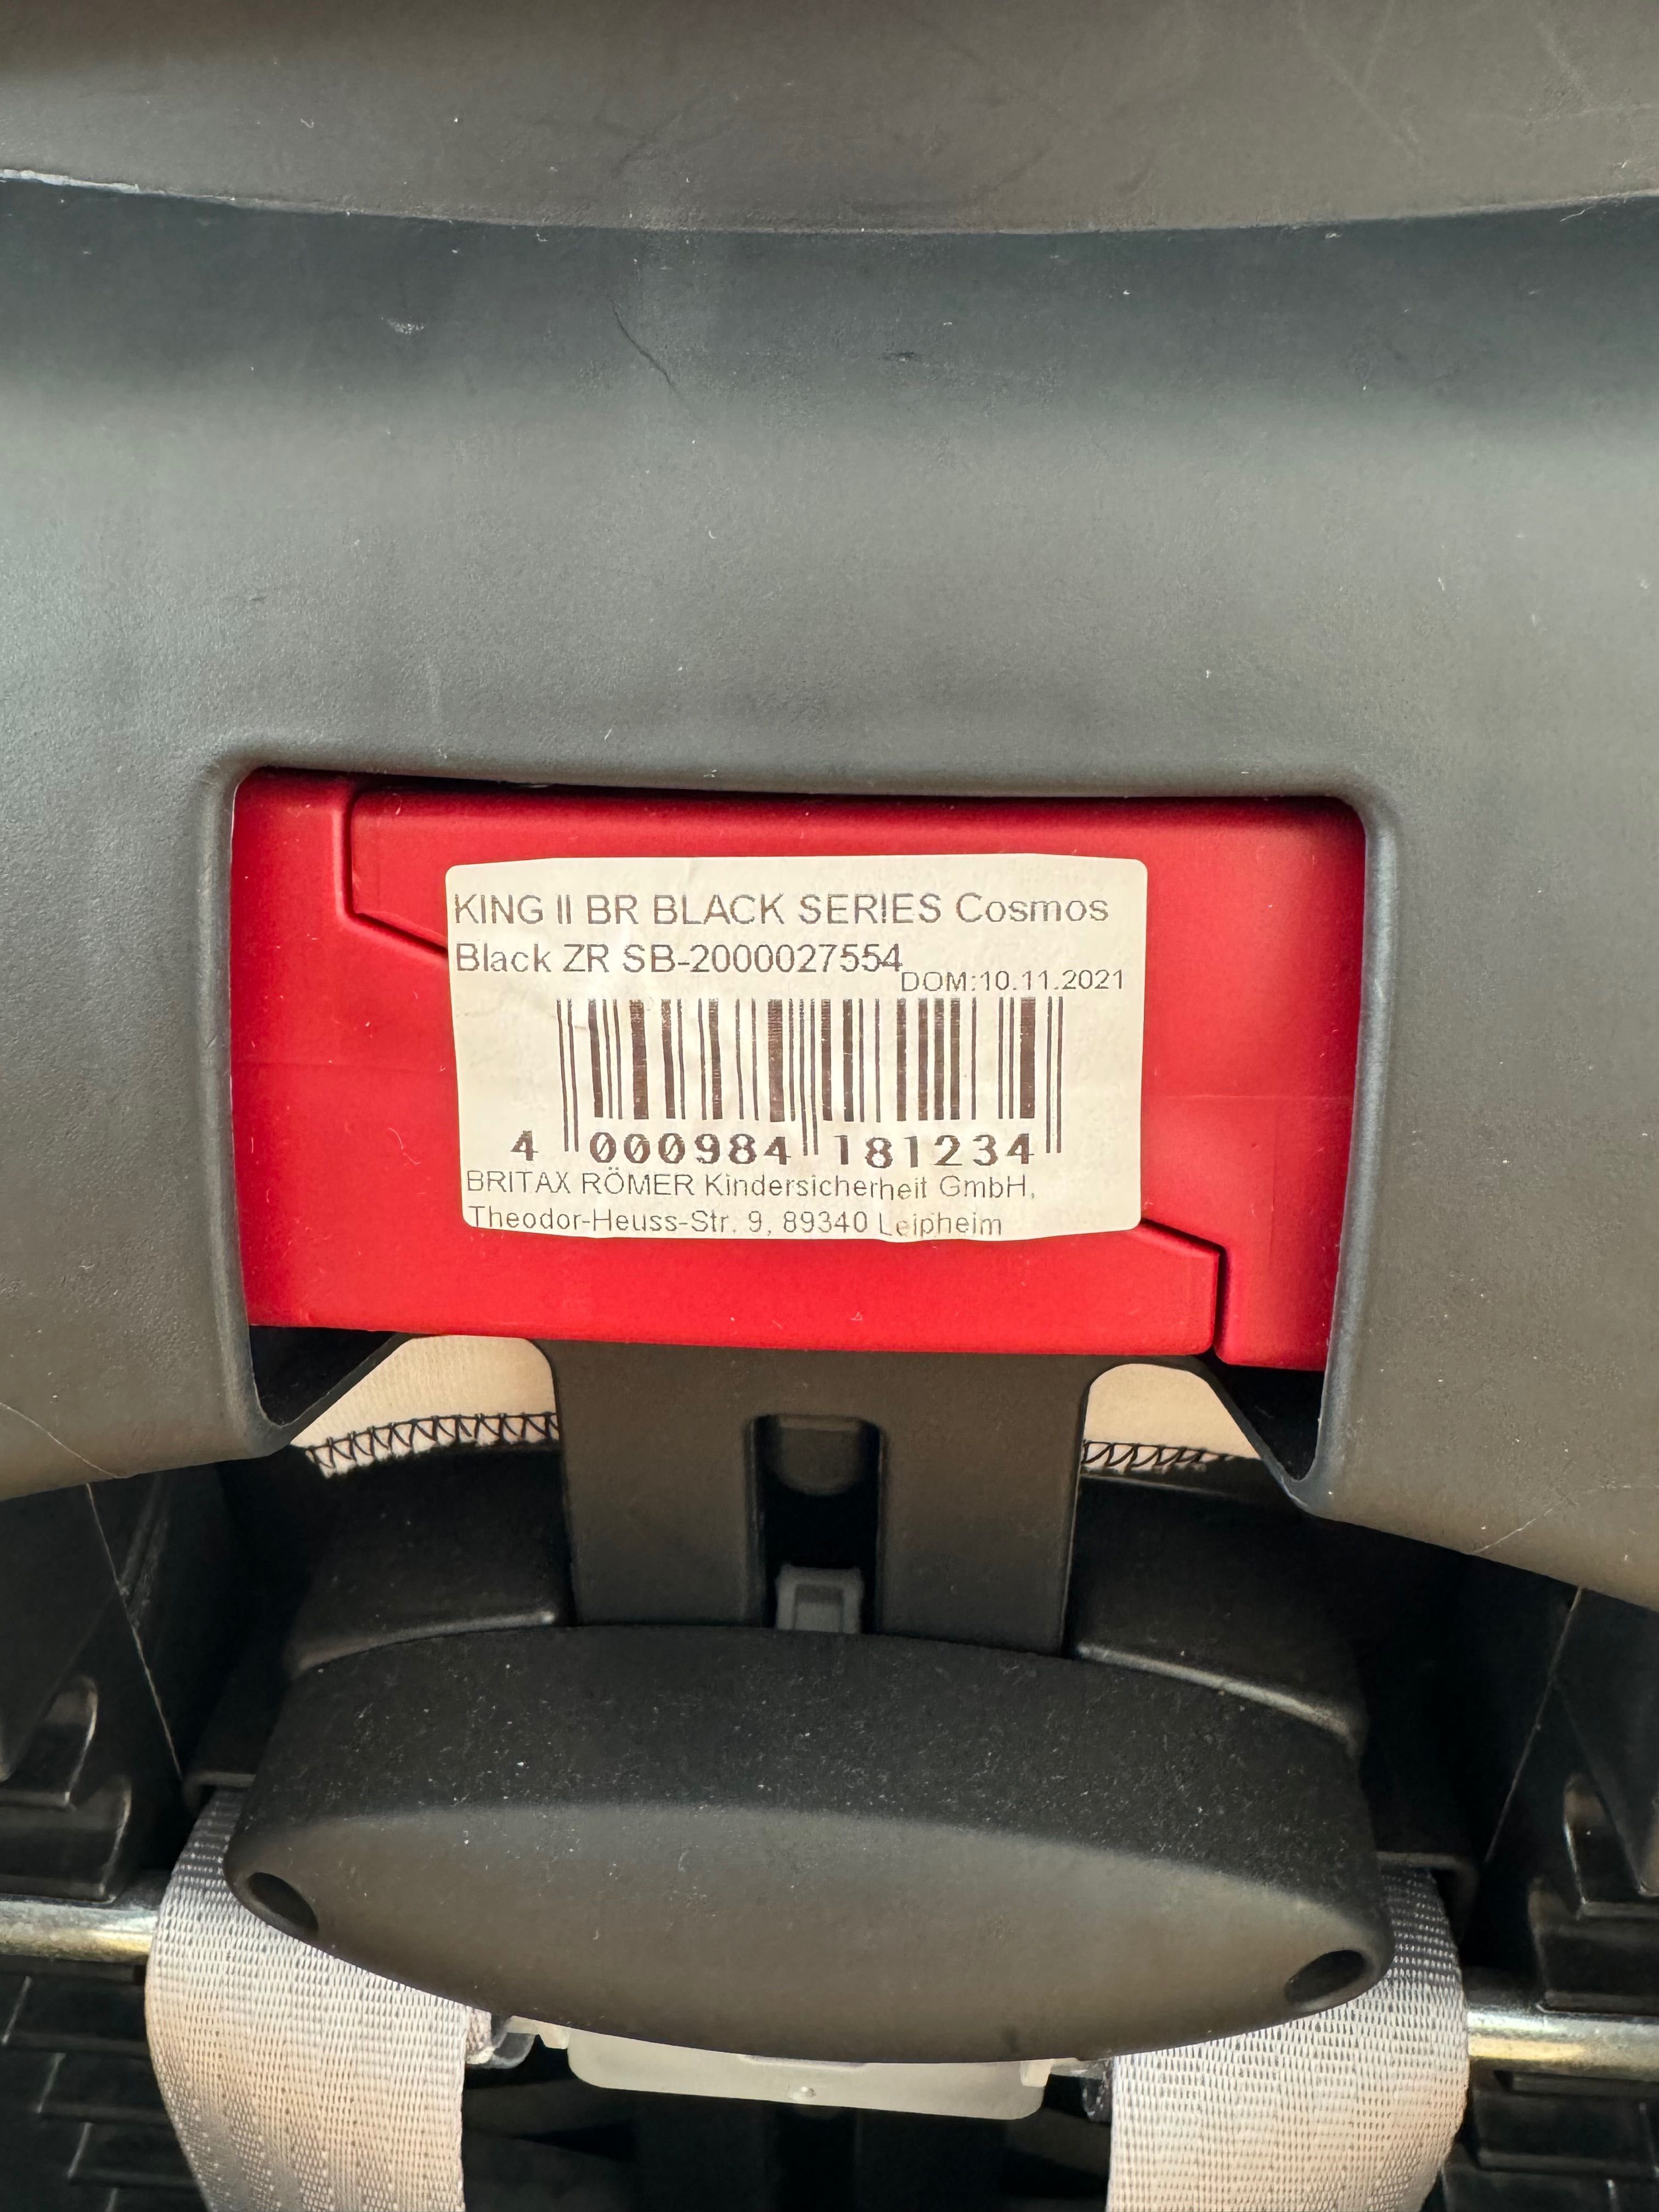 KING II BR BLACK SERIES Cosmos
Black ZR SB-2000027554
DOM:10.11.2021
4 000984 181234
BRITAX RÖMER Kindersicherheit GmbH,
Theodor-Heuss-Str. 9, 89340 Leipheim